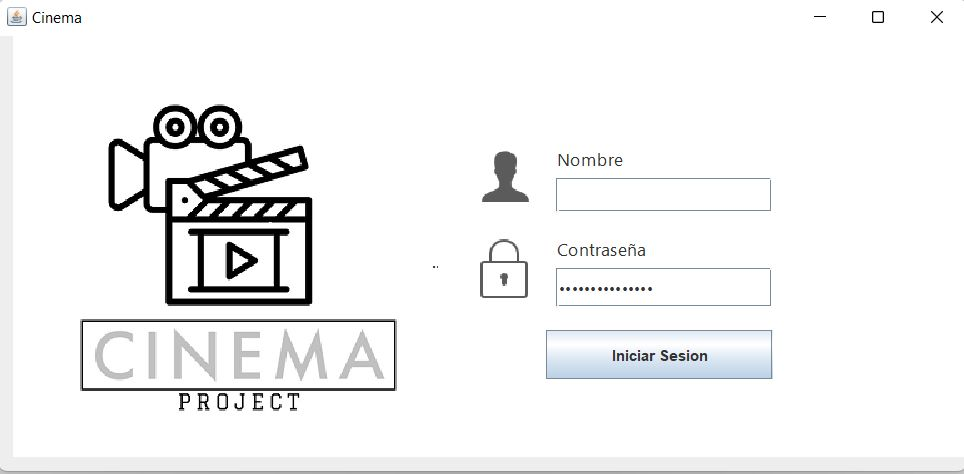 Cinema
Nombre
Contraseña
•••••••••••••••
Iniciar Sesion
CINEMA
PROJECT